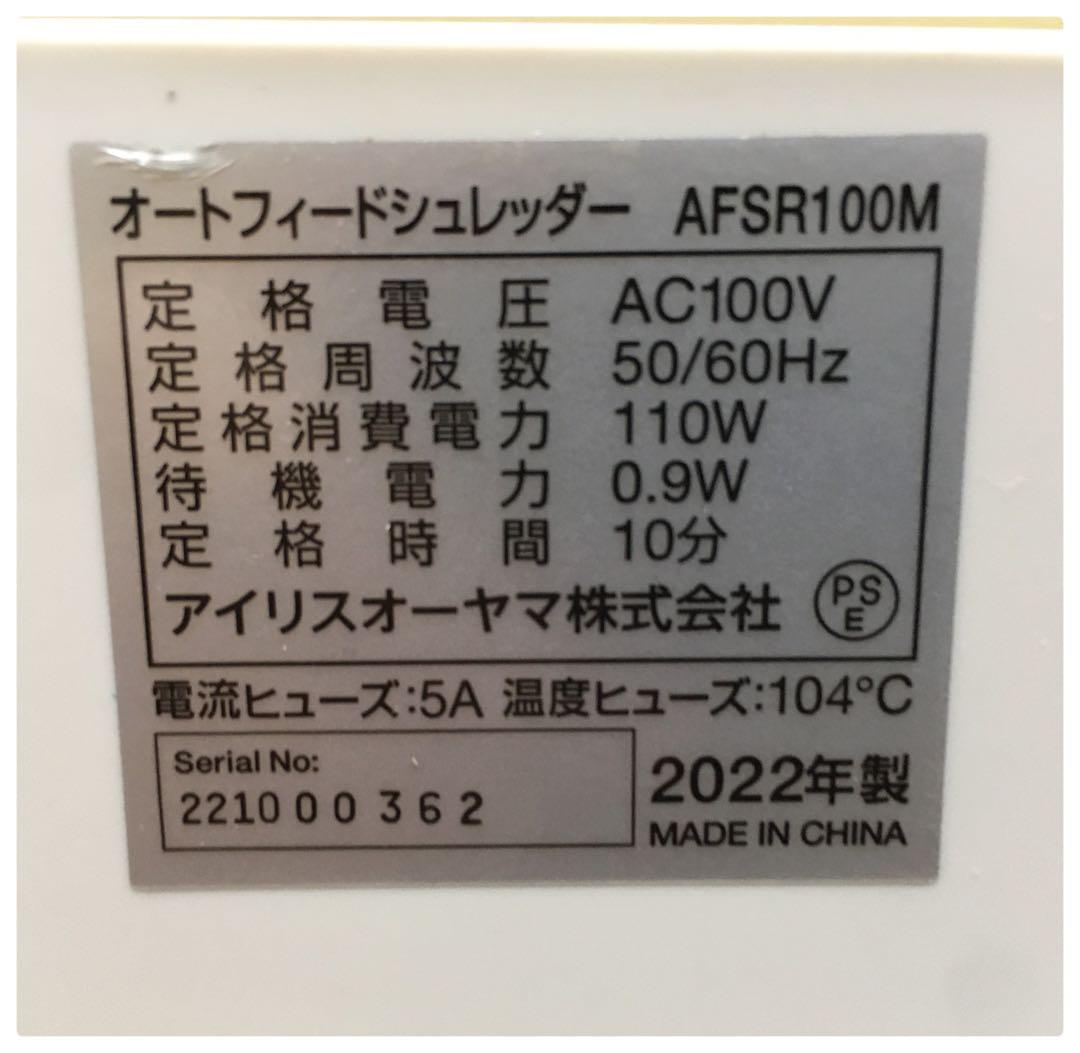 オートフィードシュレッダー AFSR100M
定格電圧 AC100V
定格周波数 50/60Hz
定格消費電力 110W
待機電力 0.9W
定格時間 10分
アイリスオーヤマ株式会社 PSE
電流ヒューズ:5A 温度ヒューズ:104°C
Serial No:
221000362
2022年製
MADE IN CHINA